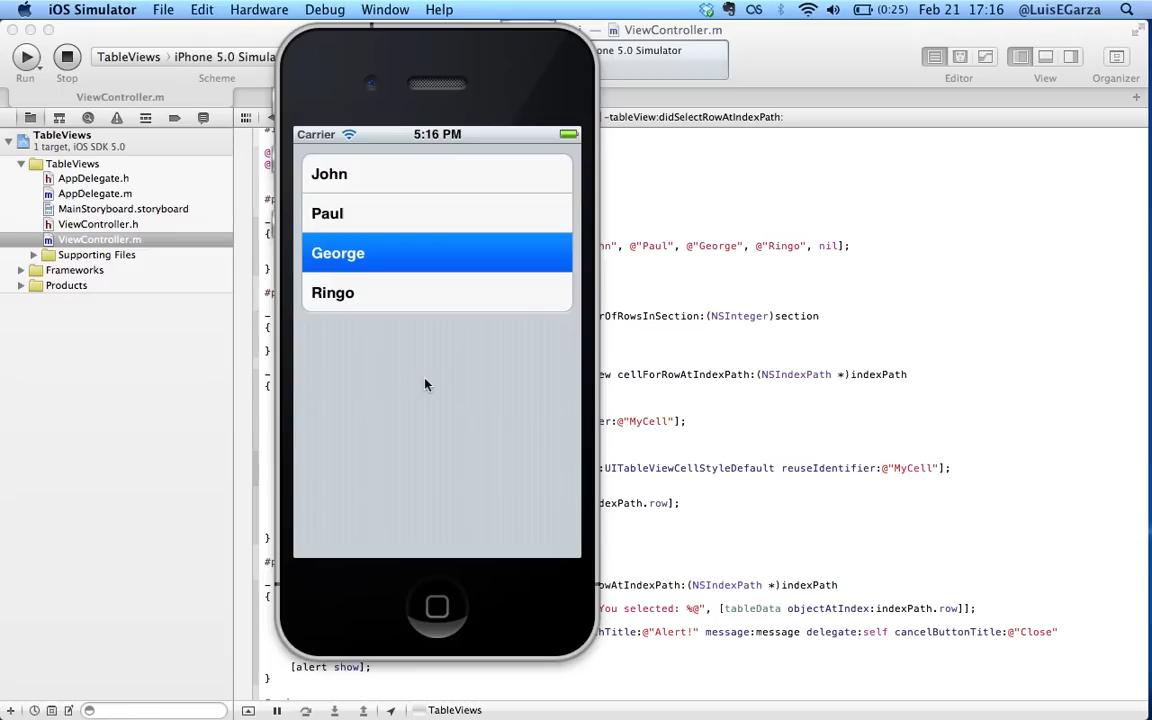 iOS Simulator File Edit Hardware Debug Window Help OS (0:25) Feb 21 17:16 @LuisEGarza
ViewController.m
TableViews iPhone 5.0 Simula
5.0 Simulator
Run Stop Scheme Editor View Organizer
ViewController.m
-tableView:didSelectRowAtIndexPath:
TableViews
1 target, iOS SDK 5.0
TableViews
AppDelegate.h
AppDelegate.m
MainStoryboard.storyboard
ViewController.h
ViewController.m
Supporting Files
Frameworks
Products
Carrier 5:16 PM
John
Paul
George
Ringo
hn", @"Paul", @"George", @"Ringo", nil];
erOfRowsInSection:(NSInteger)section
{
}
ew cellForRowAtIndexPath:(NSIndexPath *)indexPath
{
er:@"MyCell"];
:UITableViewCellStyleDefault reuseIdentifier:@"MyCell"];
dexPath.row];
}
owAtIndexPath:(NSIndexPath *)indexPath
{
You selected: %@", [tableData objectAtIndex:indexPath.row]];
hTitle:@"Alert!" message:message delegate:self cancelButtonTitle:@"Close"
[alert show];
}
TableViews